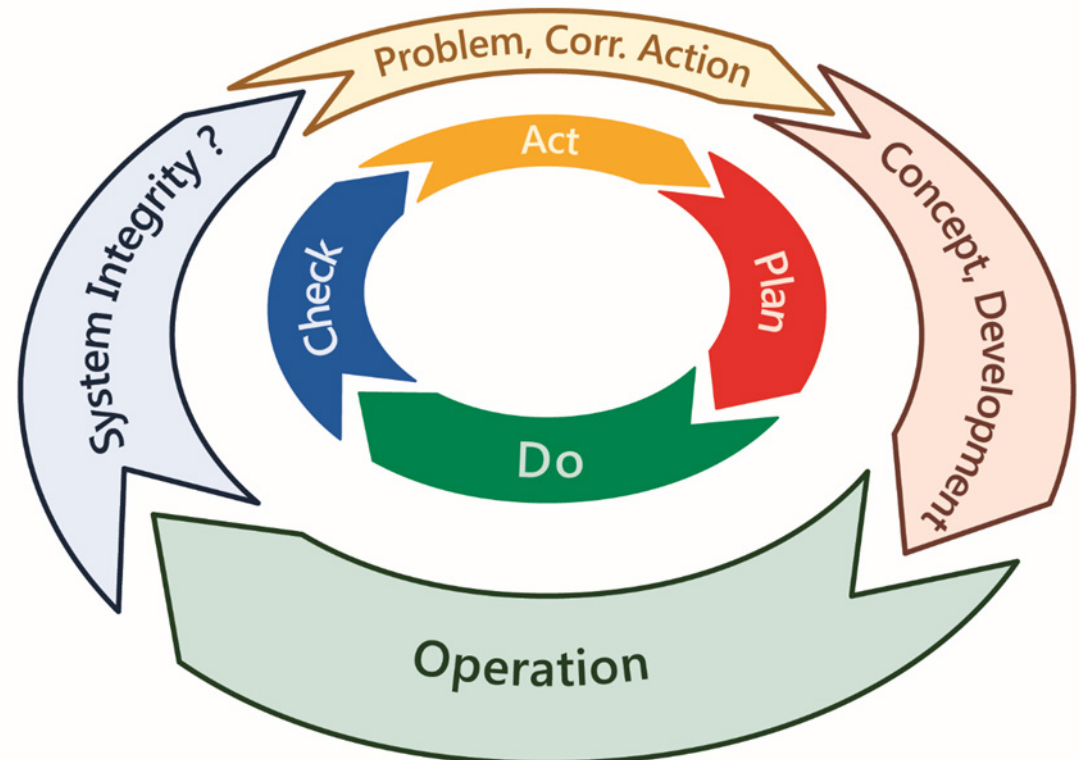 Problem, Corr. Action
Concept, Development
Operation
System Integrity ?
Act
Plan
Do
Check